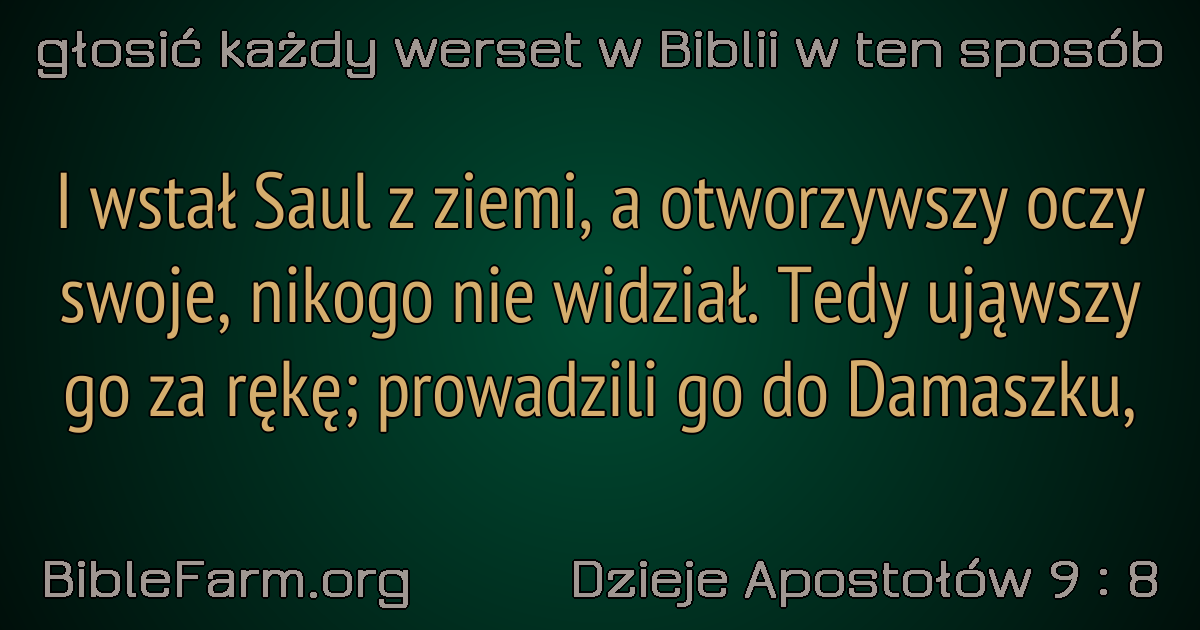 głosić każdy werset w Biblii w ten sposób
I wstał Saul z ziemi, a otworzywszy oczy
swoje, nikogo nie widział. Tedy ująwszy
go za rękę; prowadzili go do Damaszku,
BibleFarm.org
Dzieje Apostołów 9 : 8